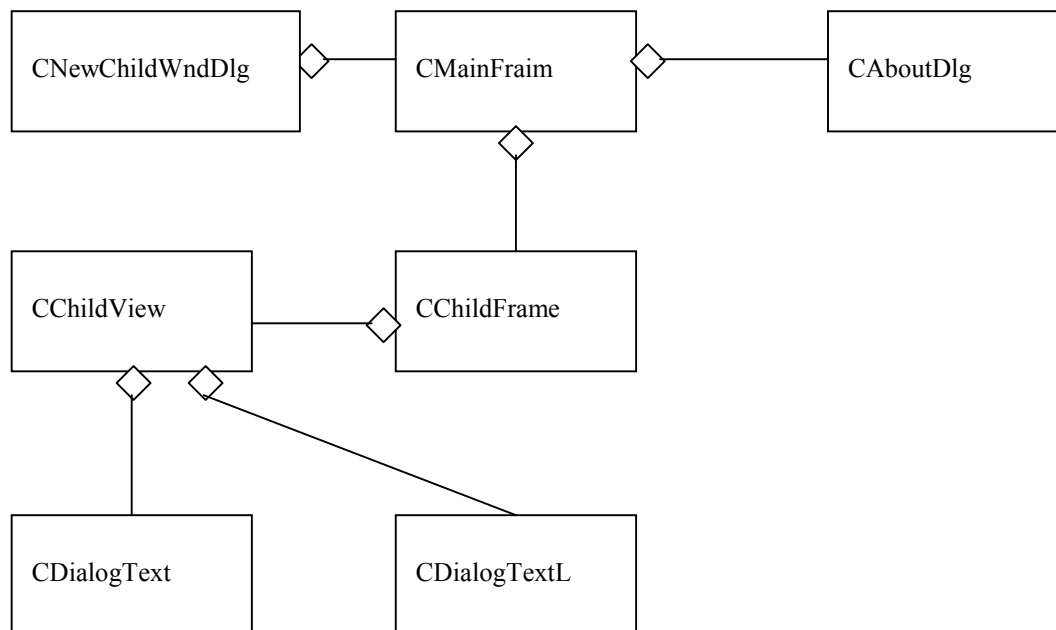 CNewChildWndDlg
CMainFraim
CAboutDlg
CChildView
CChildFrame
CDialogText
CDialogTextL